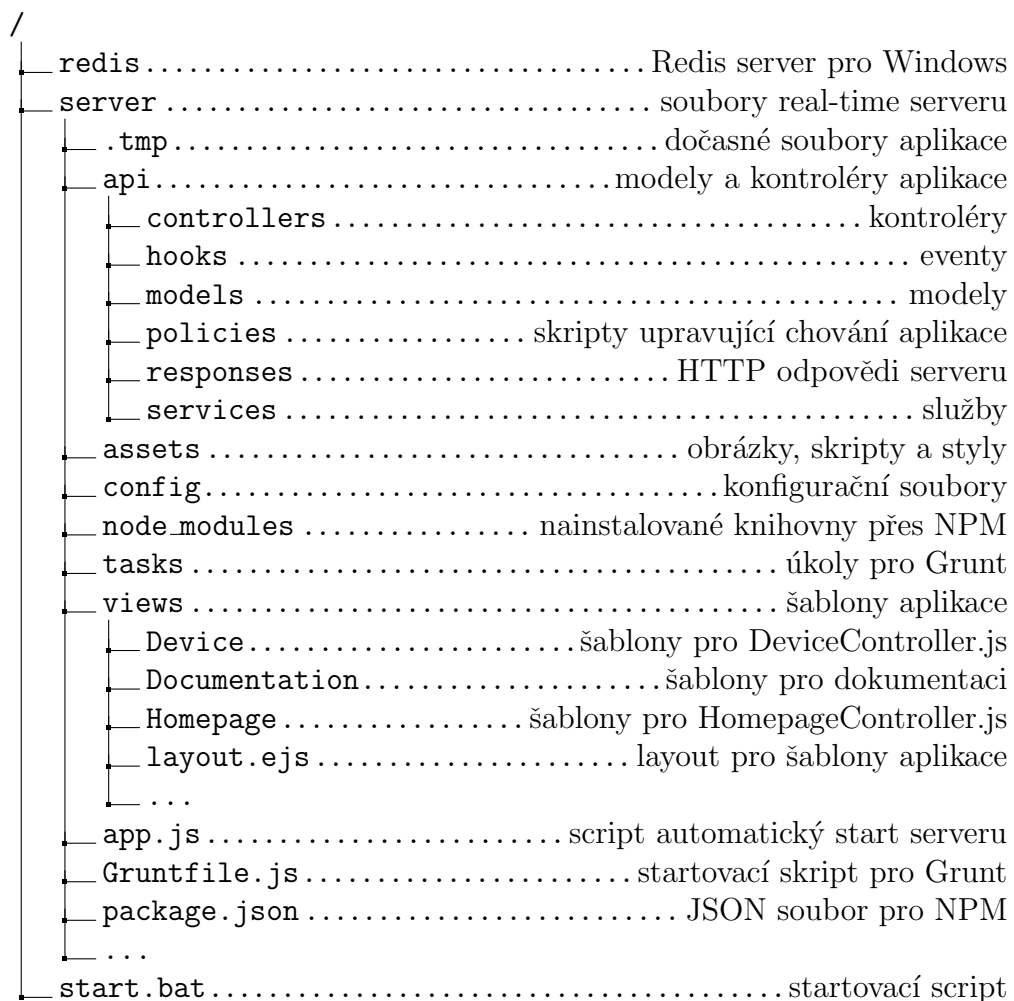 /
redis.................................Redis server pro Windows
server................................soubory real-time serveru
.tmp................................dočasné soubory aplikace
api..............................modely a kontroléry aplikace
controllers...................................kontroléry
hooks.............................................eventy
models...........................................modely
policies................skripty upravující chování aplikace
responses.........................HTTP odpovědi serveru
services..........................................služby
assets...............................obrázky, skripty a styly
config..................................konfigurační soubory
node_modules.................nainstalované knihovny přes NPM
tasks.......................................úkoly pro Grunt
views.......................................šablony aplikace
Device......................šablony pro DeviceController.js
Documentation....................šablony pro dokumentaci
Homepage................šablony pro HomepageController.js
layout.ejs.....................layout pro šablony aplikace
...
app.js........................script automatický start serveru
Gruntfile.js......................startovací skript pro Grunt
package.json.........................JSON soubor pro NPM
...
start.bat.......................................startovací script